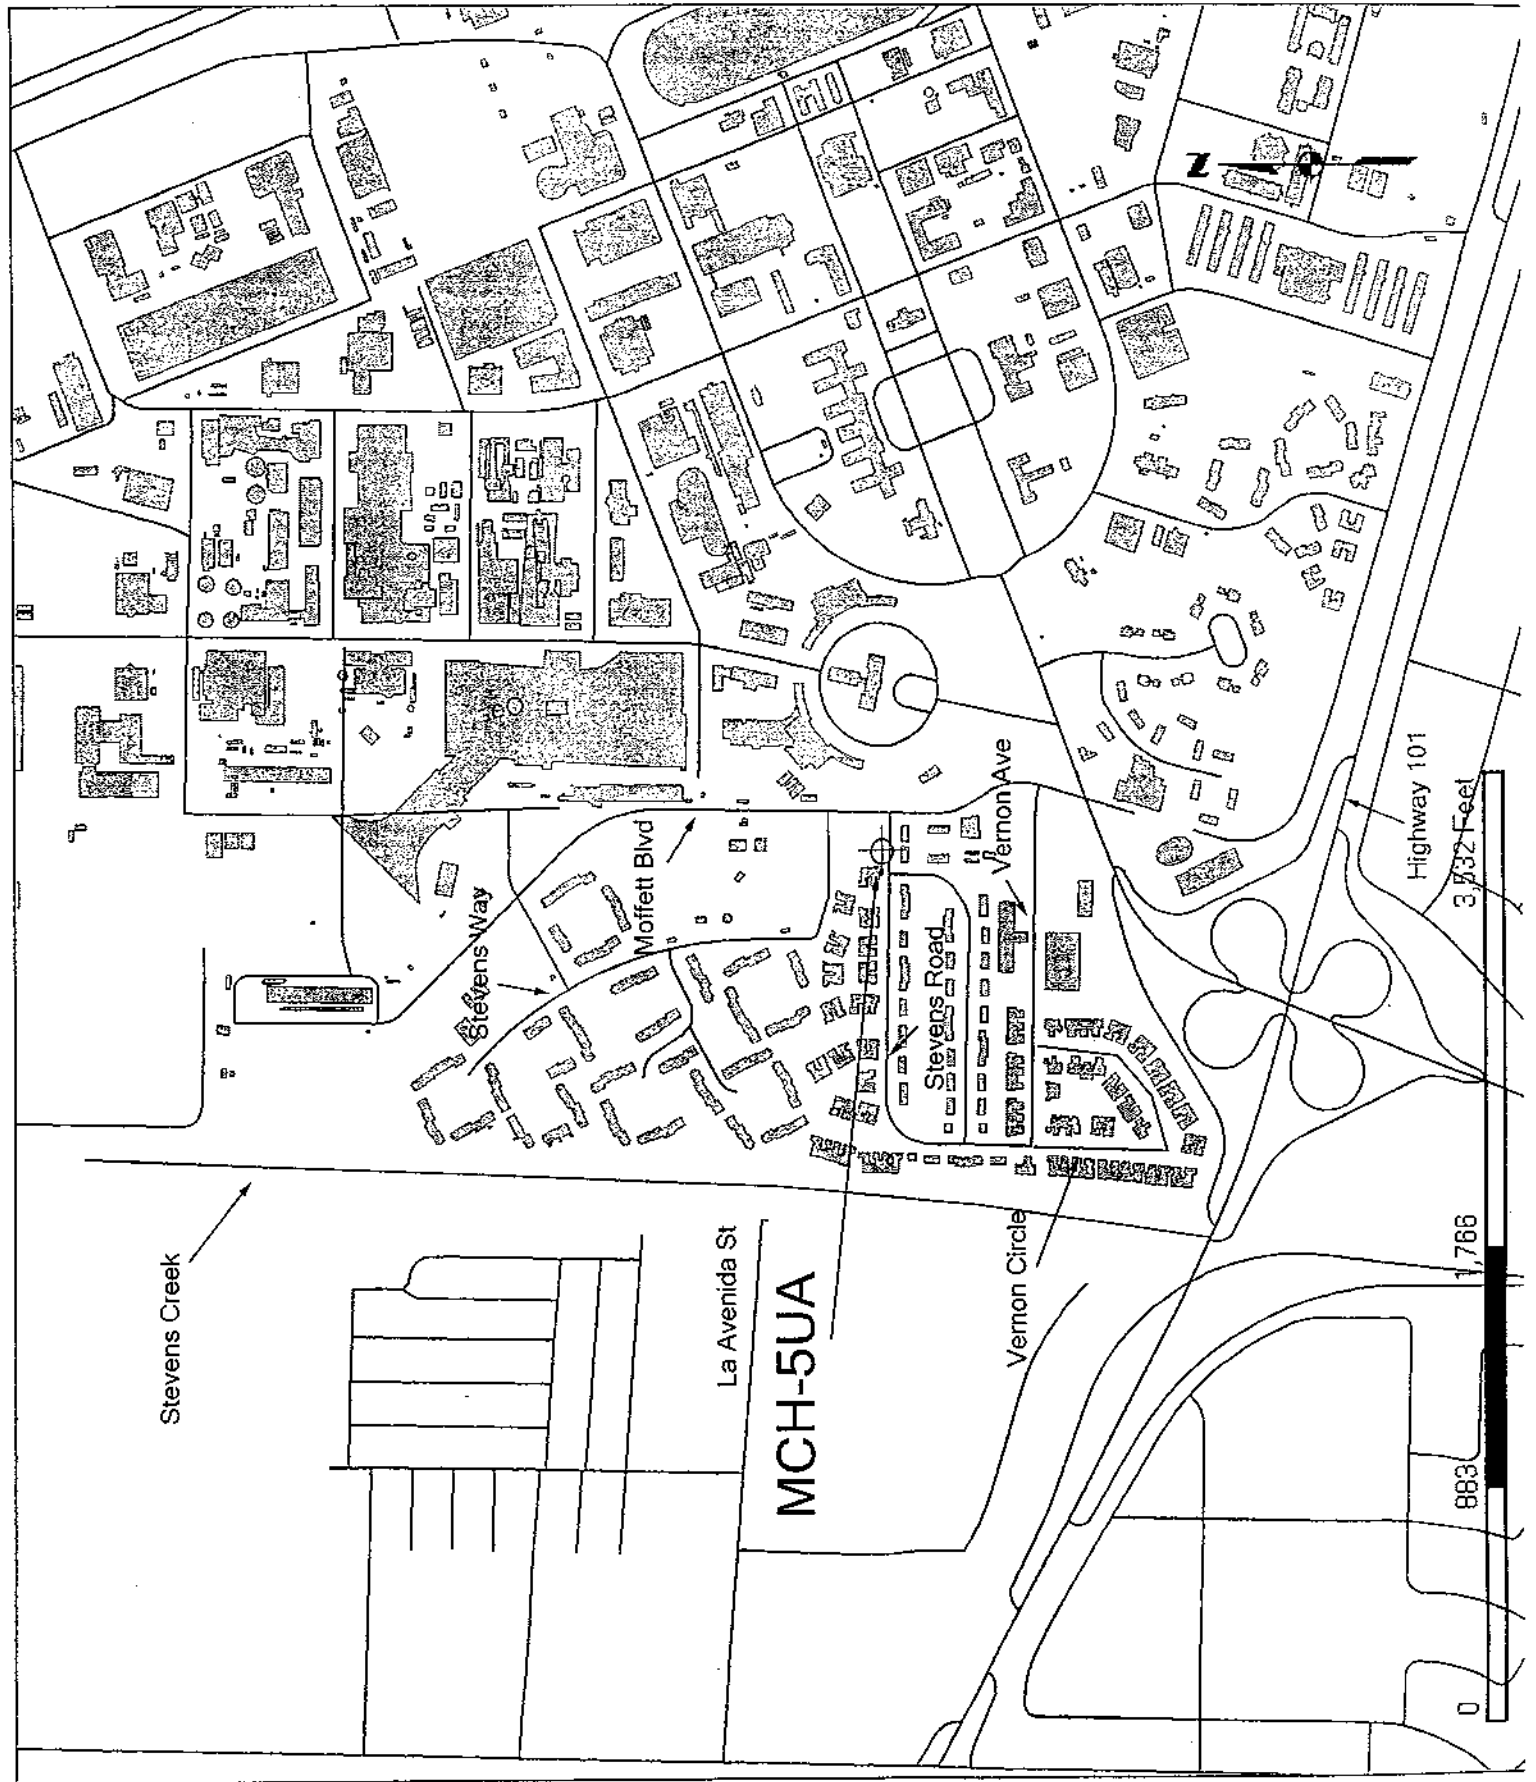 Stevens Creek
Stevens Way
Moffett Blvd
La Avenida St
MCH-5UA
Stevens Road
Vernon Ave
Vernon Circle
Highway 101
N
0
883
1,766
3,532 Feet